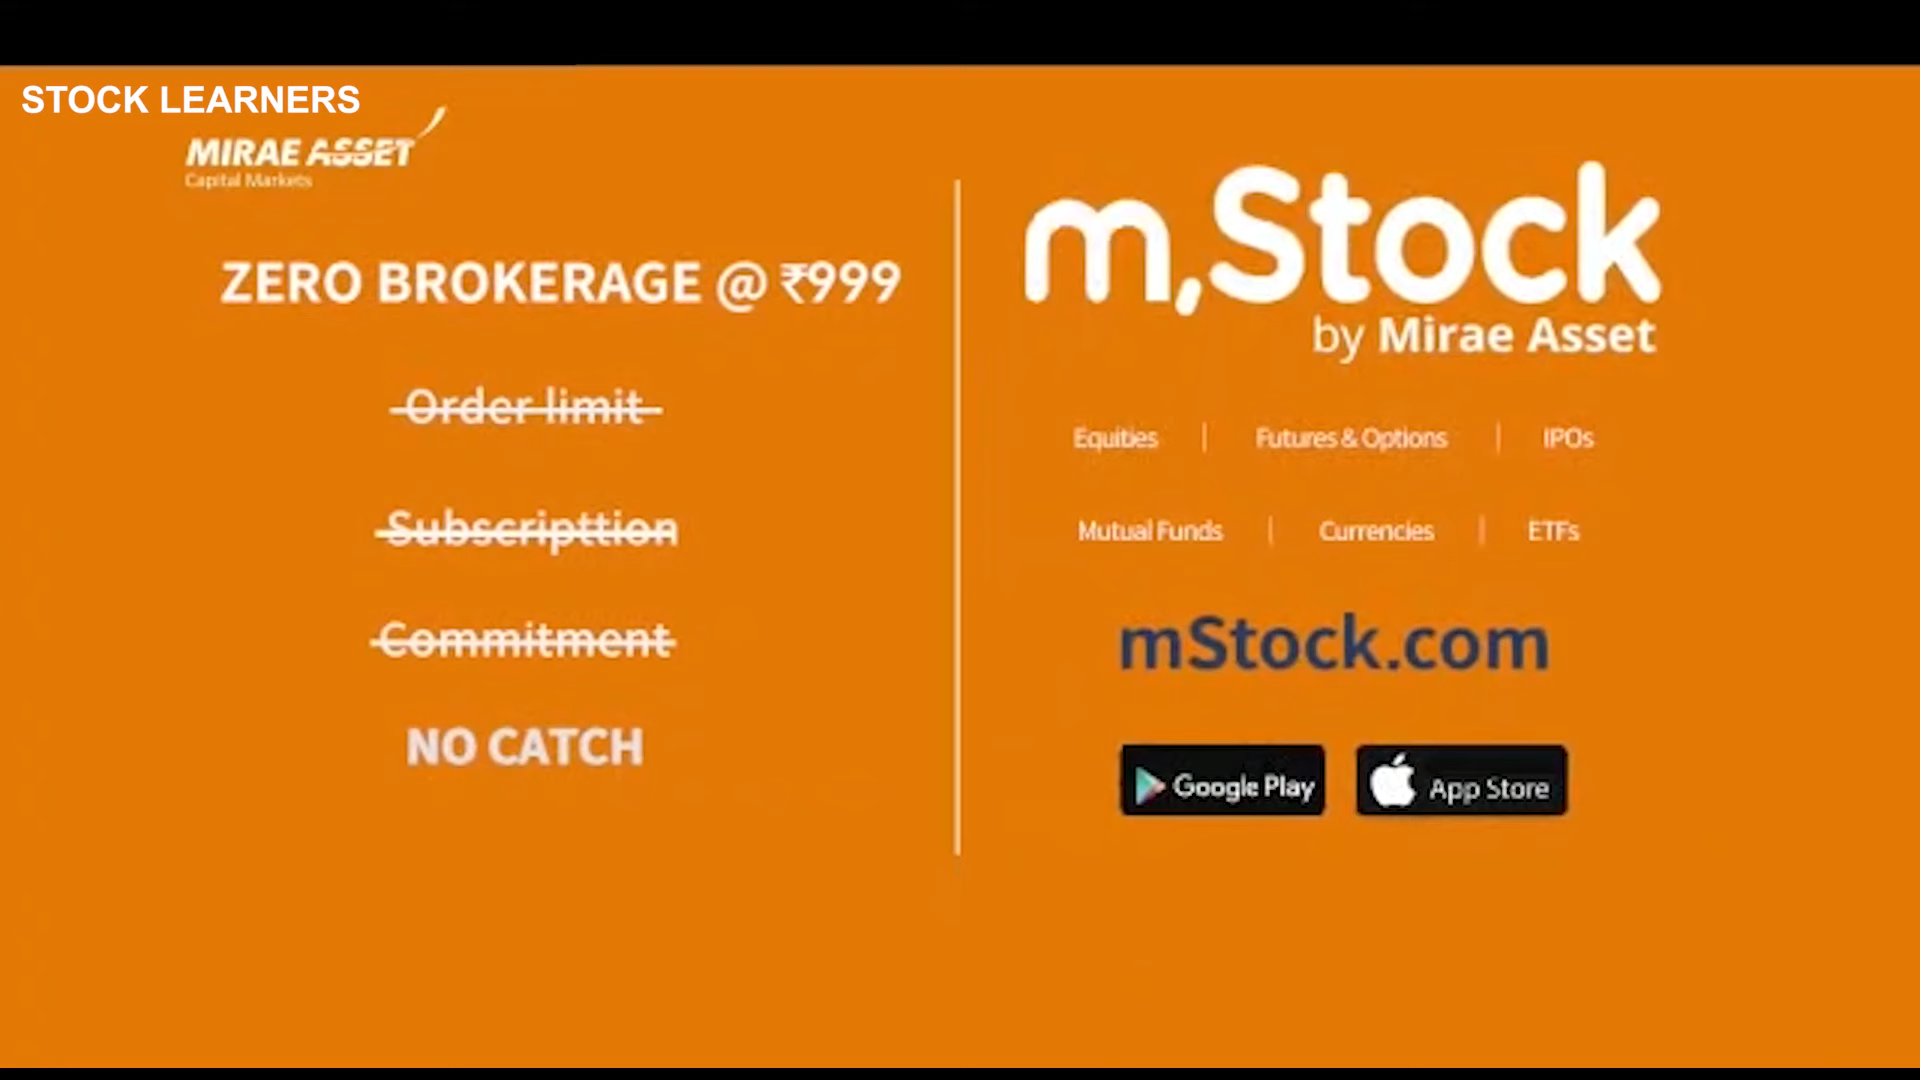 STOCK LEARNERS
MIRAE ASSET
Capital Markets
ZERO BROKERAGE @ ₹999
Order limit
Subscripttion
Commitment
NO CATCH
m,Stock
by Mirae Asset
Equities | Futures & Options | IPOs
Mutual Funds | Currencies | ETFs
mStock.com
Google Play
App Store